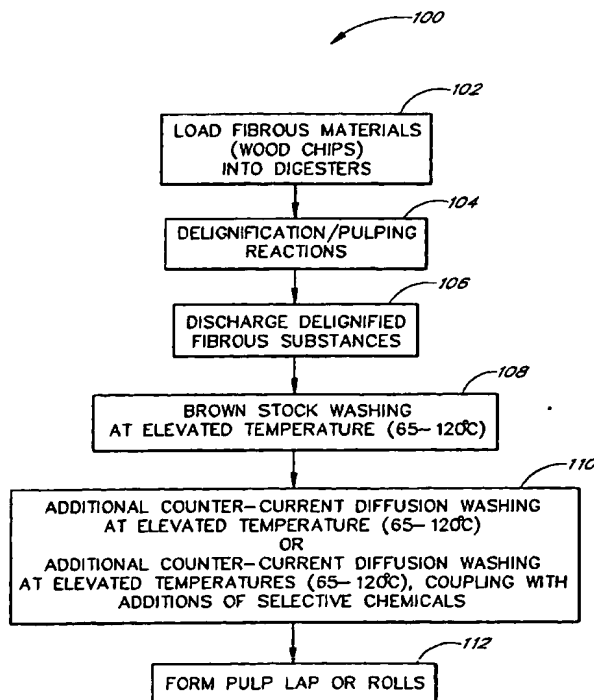 100
102
LOAD FIBROUS MATERIALS
(WOOD CHIPS)
INTO DIGESTERS
104
DELIGNIFICATION/PULPING
REACTIONS
106
DISCHARGE DELIGNIFIED
FIBROUS SUBSTANCES
108
BROWN STOCK WASHING
AT ELEVATED TEMPERATURE (65-120°C)
110
ADDITIONAL COUNTER-CURRENT DIFFUSION WASHING
AT ELEVATED TEMPERATURE (65-120°C)
OR
ADDITIONAL COUNTER-CURRENT DIFFUSION WASHING
AT ELEVATED TEMPERATURES (65-120°C), COUPLING WITH
ADDITIONS OF SELECTIVE CHEMICALS
112
FORM PULP LAP OR ROLLS